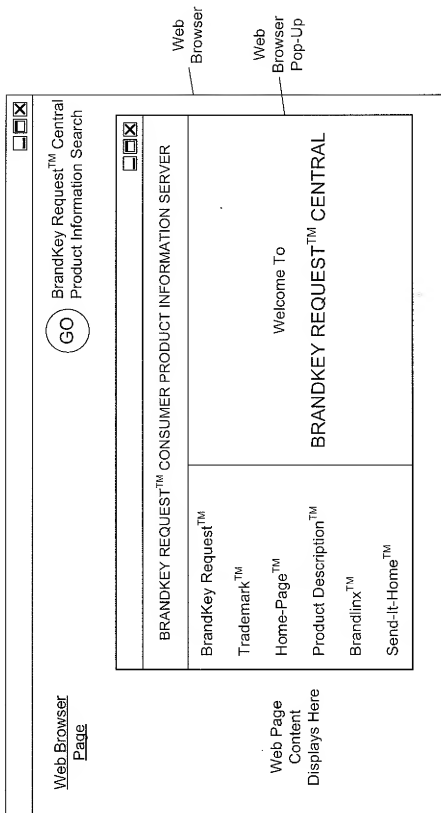 Web Browser
Page
GO
BrandKey Request™ Central
Product Information Search
BRANDKEY REQUEST™ CONSUMER PRODUCT INFORMATION SERVER
BrandKey Request™
Trademark™
Home-Page™
Product Description™
Brandlinx™
Send-It-Home™
Welcome To
BRANDKEY REQUEST™ CENTRAL
Web Page
Content
Displays Here
Web
Browser
Web
Browser
Pop-Up